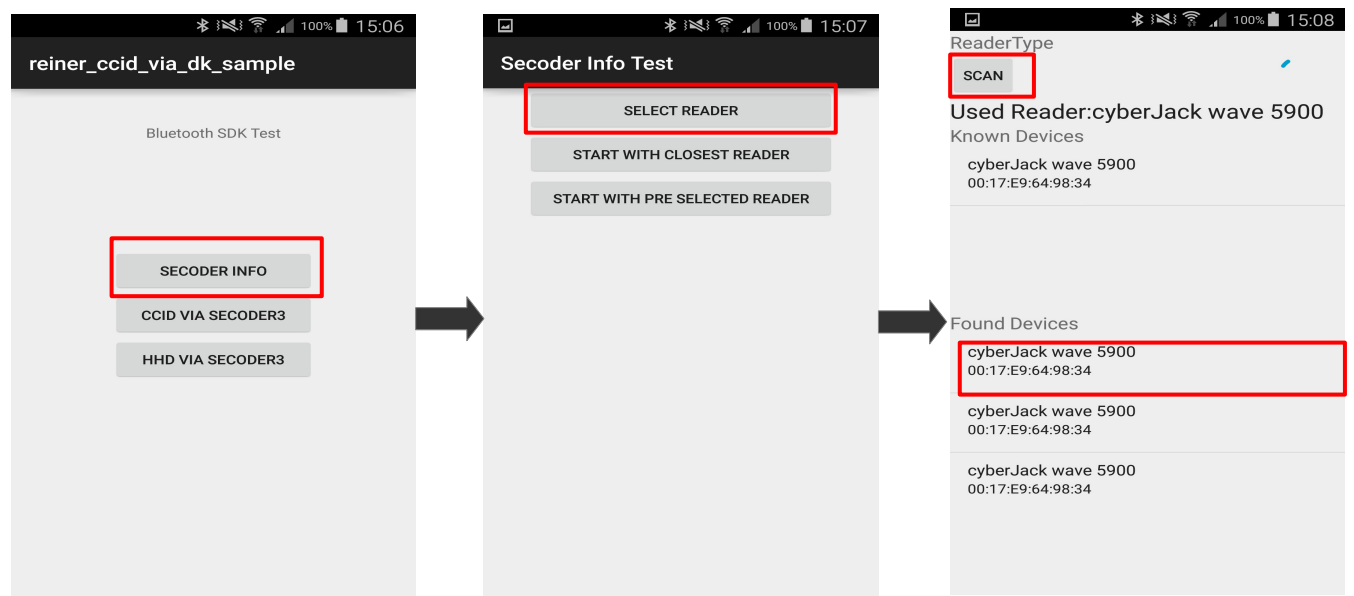 100% 15:06
reiner_ccid_via_dk_sample
Bluetooth SDK Test
SECODER INFO
CCID VIA SECODER3
HHD VIA SECODER3
100% 15:07
Secoder Info Test
SELECT READER
START WITH CLOSEST READER
START WITH PRE SELECTED READER
100% 15:08
ReaderType
SCAN
Used Reader:cyberJack wave 5900
Known Devices
cyberJack wave 5900
00:17:E9:64:98:34
Found Devices
cyberJack wave 5900
00:17:E9:64:98:34
cyberJack wave 5900
00:17:E9:64:98:34
cyberJack wave 5900
00:17:E9:64:98:34